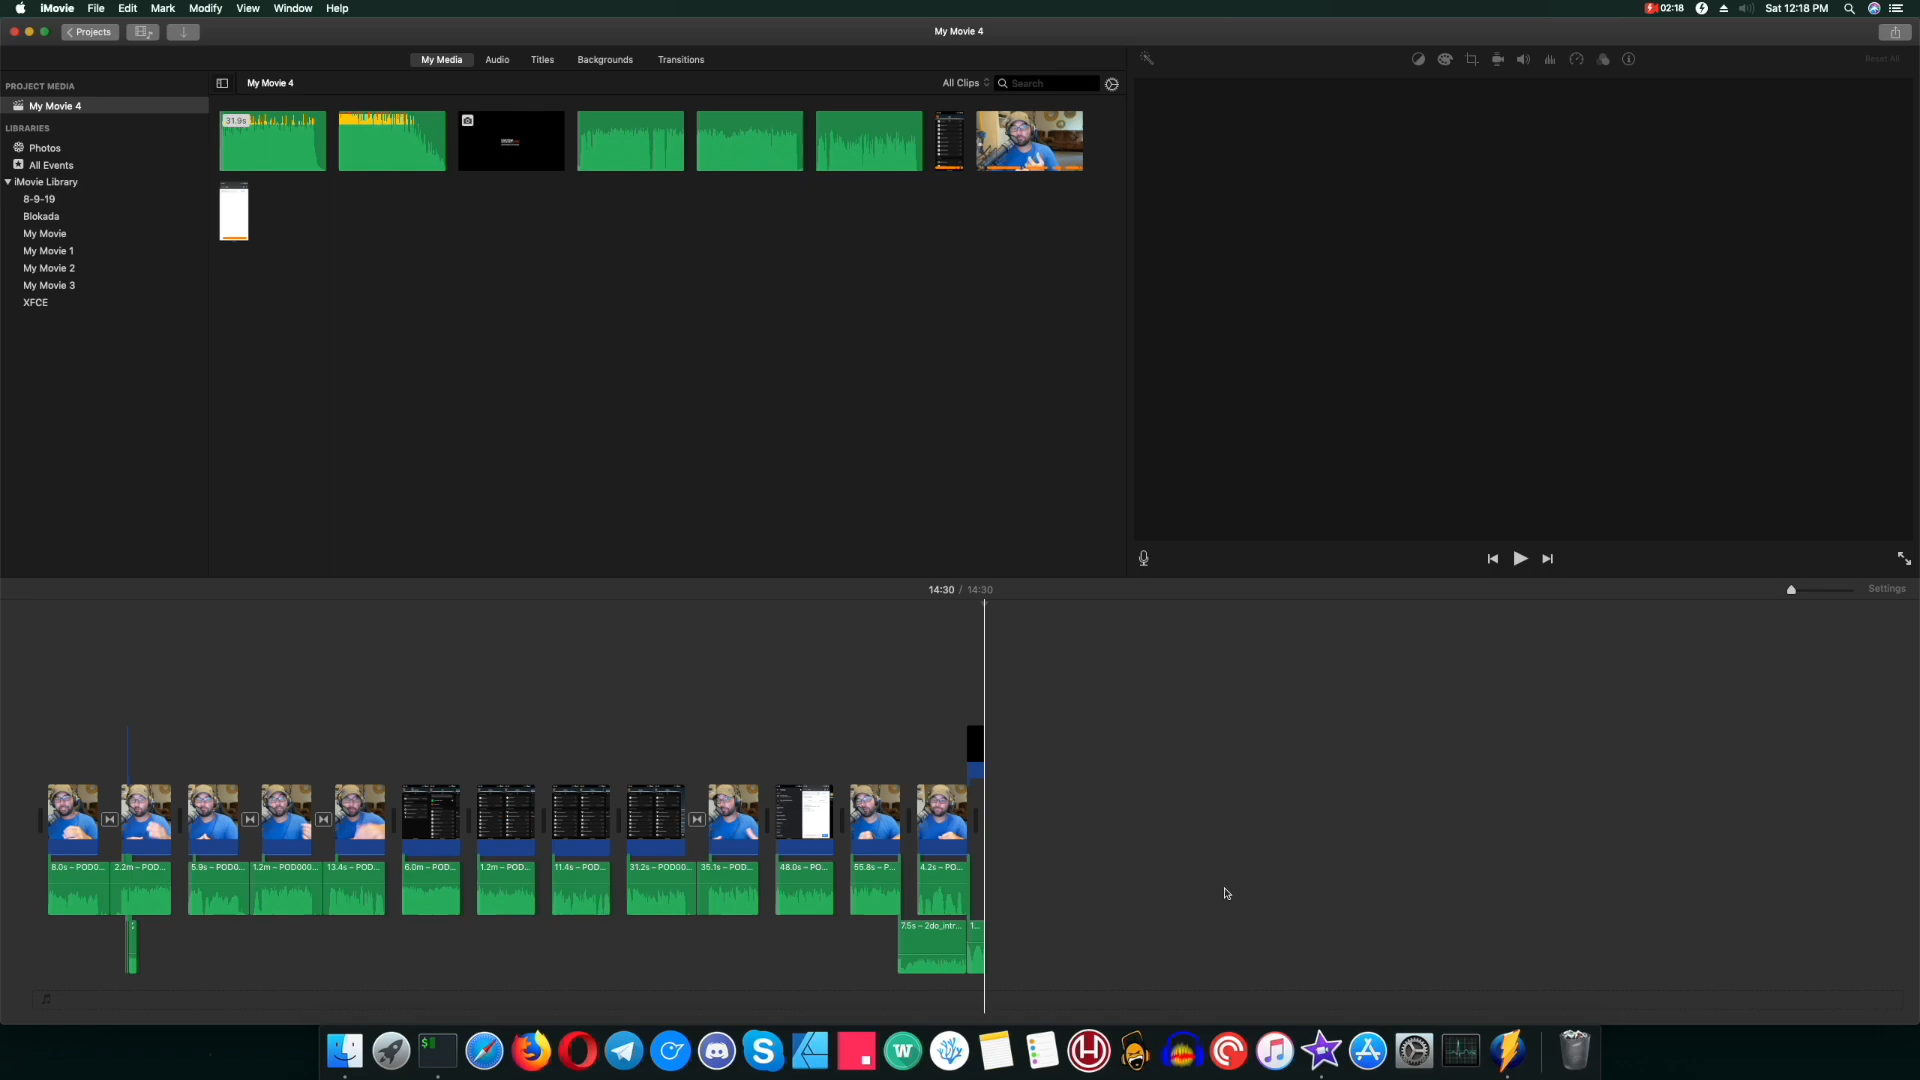 iMovie File Edit Mark Modify View Window Help
02:18 Sat 12:18 PM
Projects
My Movie 4
My Media Audio Titles Backgrounds Transitions
Reset All
PROJECT MEDIA
My Movie 4
All Clips
Search
My Movie 4
LIBRARIES
Photos
All Events
iMovie Library
8-9-19
Blokada
My Movie
My Movie 1
My Movie 2
My Movie 3
XFCE
31.9s
14:30 / 14:30
Settings
8.0s – POD0...
2.2m – POD...
5.9s – POD00...
1.2m – POD000...
13.4s – POD...
6.0m – POD...
1.2m – POD...
11.4s – POD...
31.2s – POD00...
35.1s – POD...
48.0s – PO...
55.8s – P...
4.2s – PO...
7.5s – 2do_intr...
1...